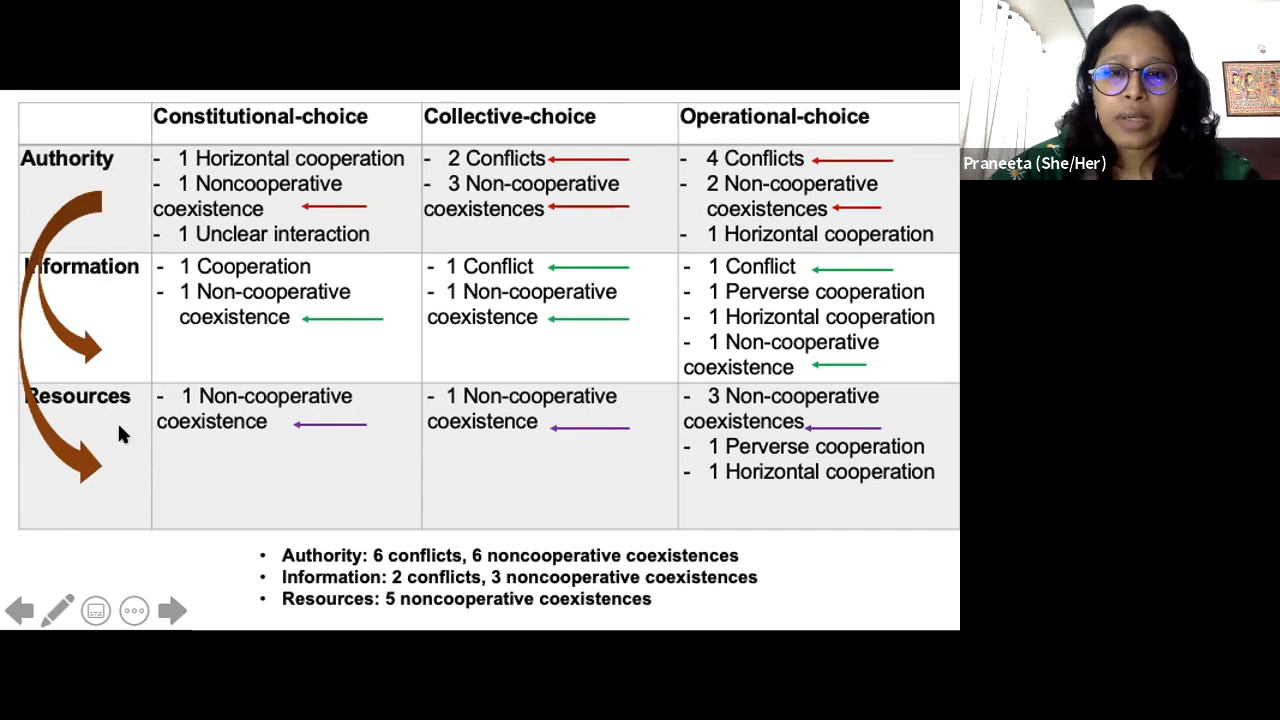 Constitutional-choice
Collective-choice
Operational-choice
Authority
- 1 Horizontal cooperation
- 1 Noncooperative
coexistence
- 1 Unclear interaction
- 2 Conflicts
- 3 Non-cooperative
coexistences
- 4 Conflicts
- 2 Non-cooperative
coexistences
- 1 Horizontal cooperation
Information
- 1 Cooperation
- 1 Non-cooperative
coexistence
- 1 Conflict
- 1 Non-cooperative
coexistence
- 1 Conflict
- 1 Perverse cooperation
- 1 Horizontal cooperation
- 1 Non-cooperative
coexistence
Resources
- 1 Non-cooperative
coexistence
- 1 Non-cooperative
coexistence
- 3 Non-cooperative
coexistences
- 1 Perverse cooperation
- 1 Horizontal cooperation
• Authority: 6 conflicts, 6 noncooperative coexistences
• Information: 2 conflicts, 3 noncooperative coexistences
• Resources: 5 noncooperative coexistences
Praneeta (She/Her)